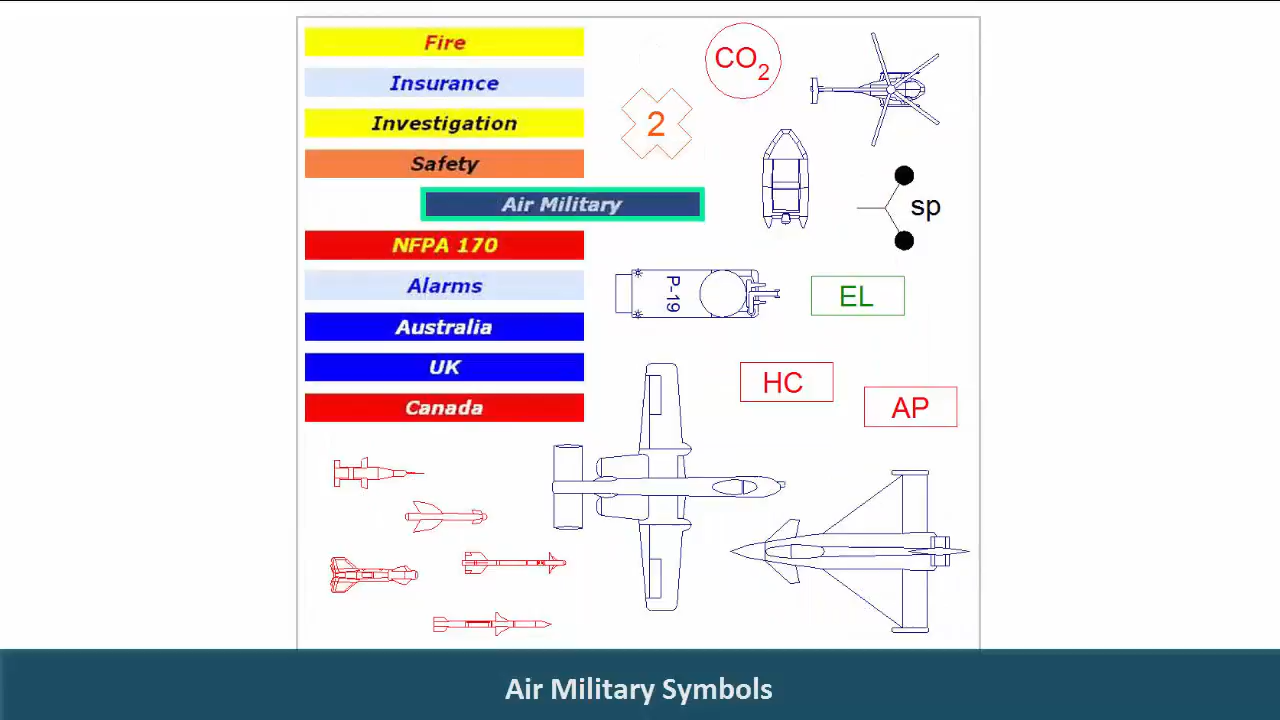 Fire
Insurance
Investigation
Safety
Air Military
NFPA 170
Alarms
Australia
UK
Canada
CO₂
2
sp
P-19
EL
HC
AP
Air Military Symbols